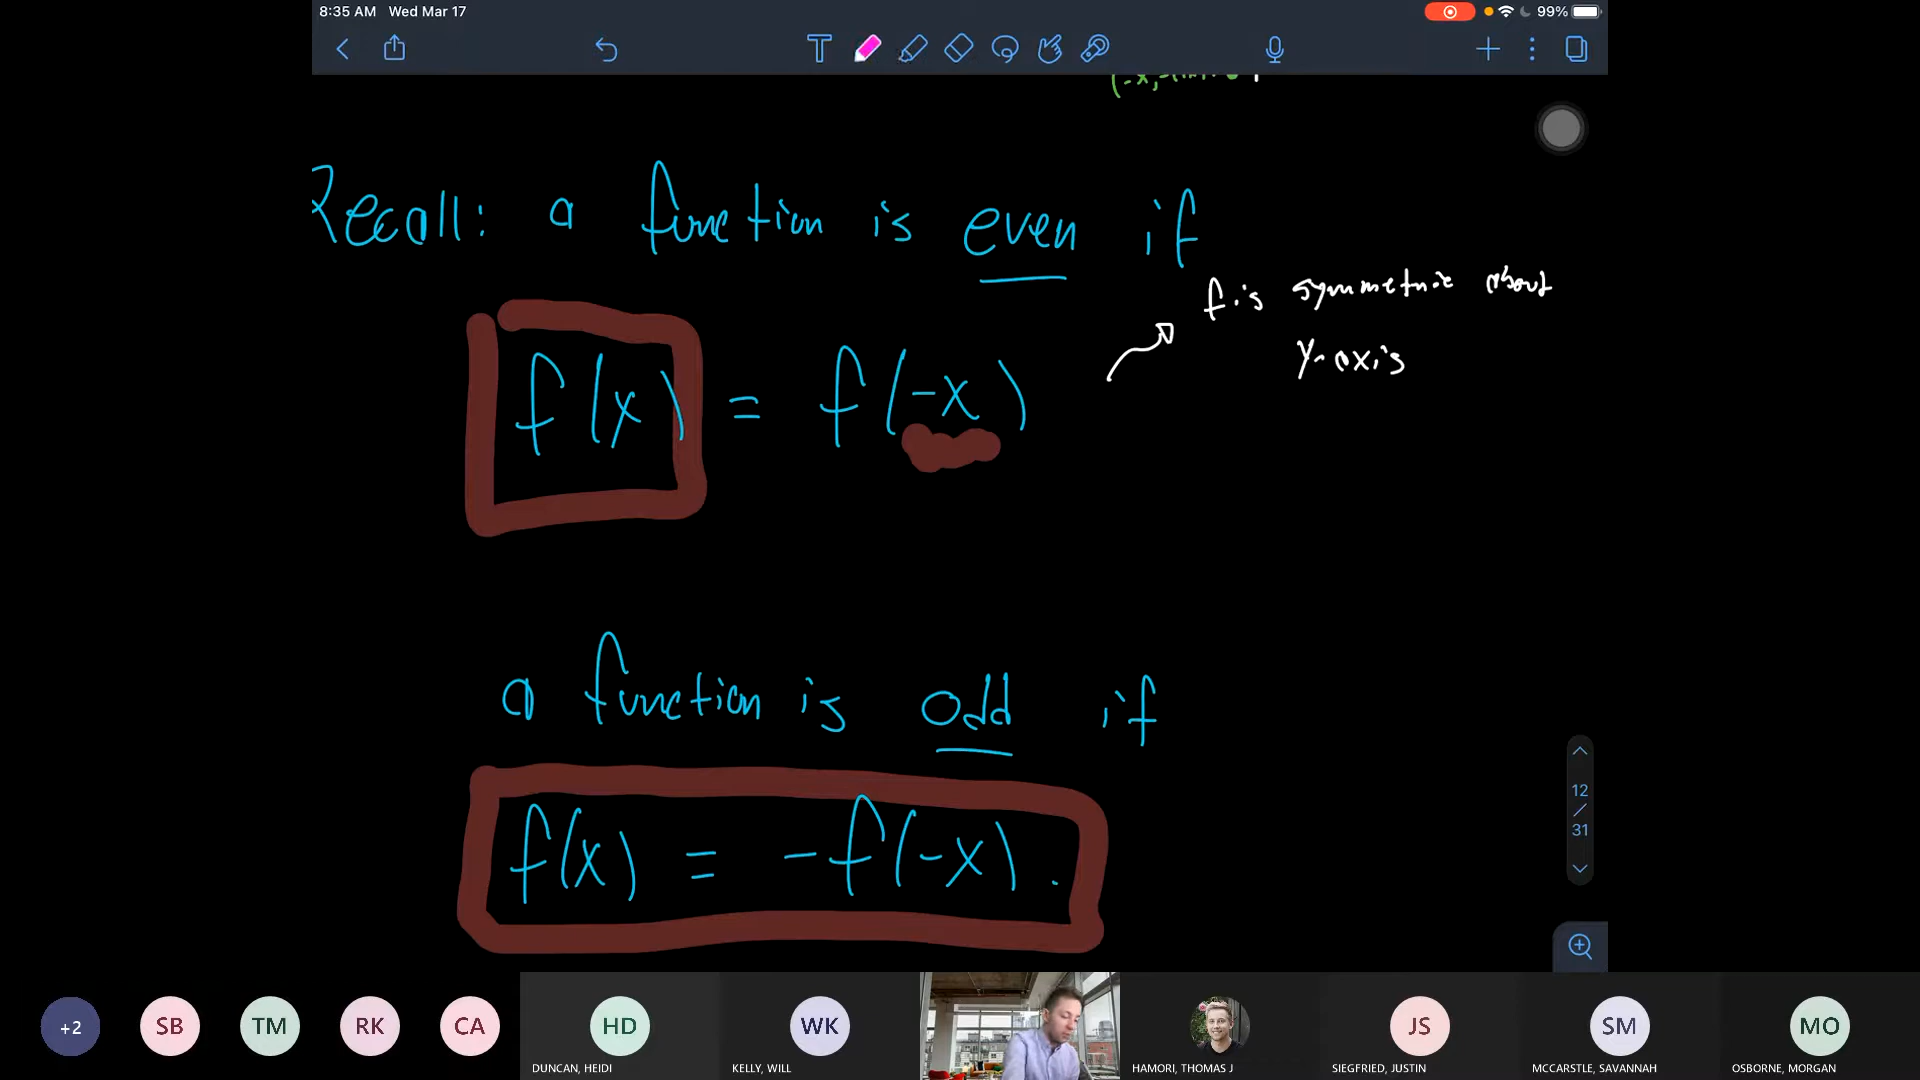 8:35 AM Wed Mar 17
99%
Recall: a function is even if
f is symmetric about
y-axis
f(x) = f(-x)
a function is odd if
f(x) = -f(-x).
12
/
31
+2
SB
TM
RK
CA
HD
WK
JS
SM
MO
DUNCAN, HEIDI
KELLY, WILL
HAMORI, THOMAS J
SIEGFRIED, JUSTIN
MCCARSTLE, SAVANNAH
OSBORNE, MORGAN